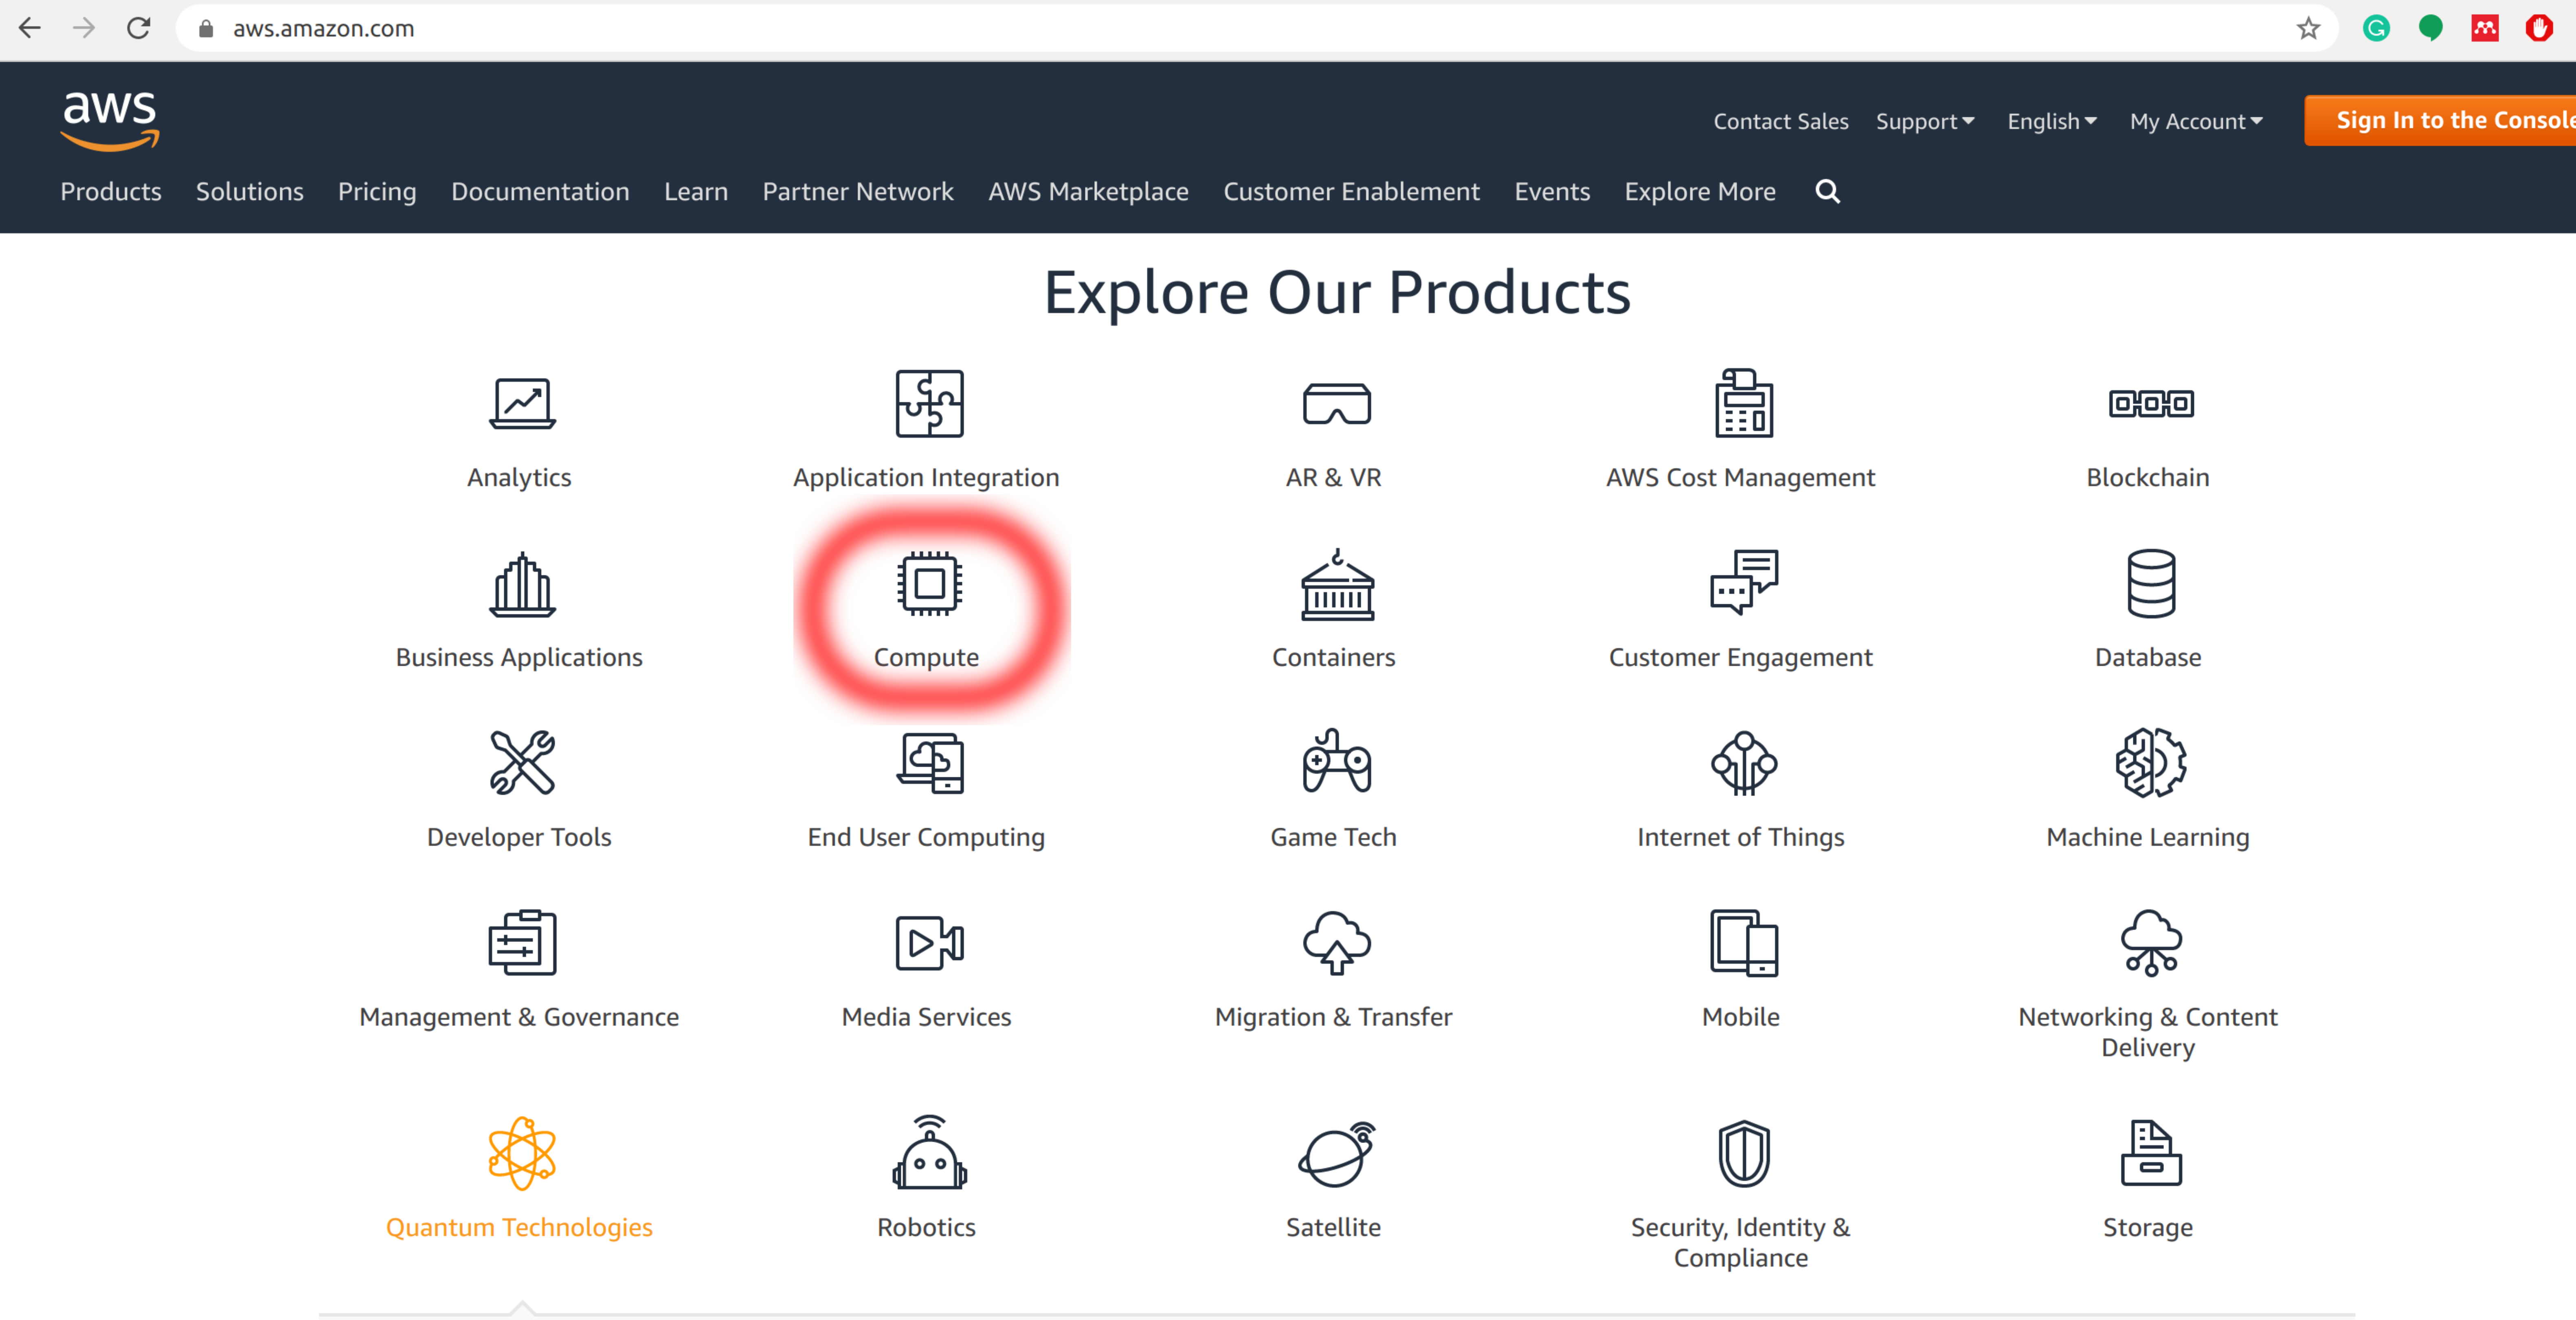 aws.amazon.com
aws
Contact Sales Support English My Account Sign In to the Console
Products Solutions Pricing Documentation Learn Partner Network AWS Marketplace Customer Enablement Events Explore More
Explore Our Products
Analytics Application Integration AR & VR AWS Cost Management Blockchain
Business Applications Compute Containers Customer Engagement Database
Developer Tools End User Computing Game Tech Internet of Things Machine Learning
Management & Governance Media Services Migration & Transfer Mobile Networking & Content
Delivery
Quantum Technologies Robotics Satellite Security, Identity & Storage
Compliance